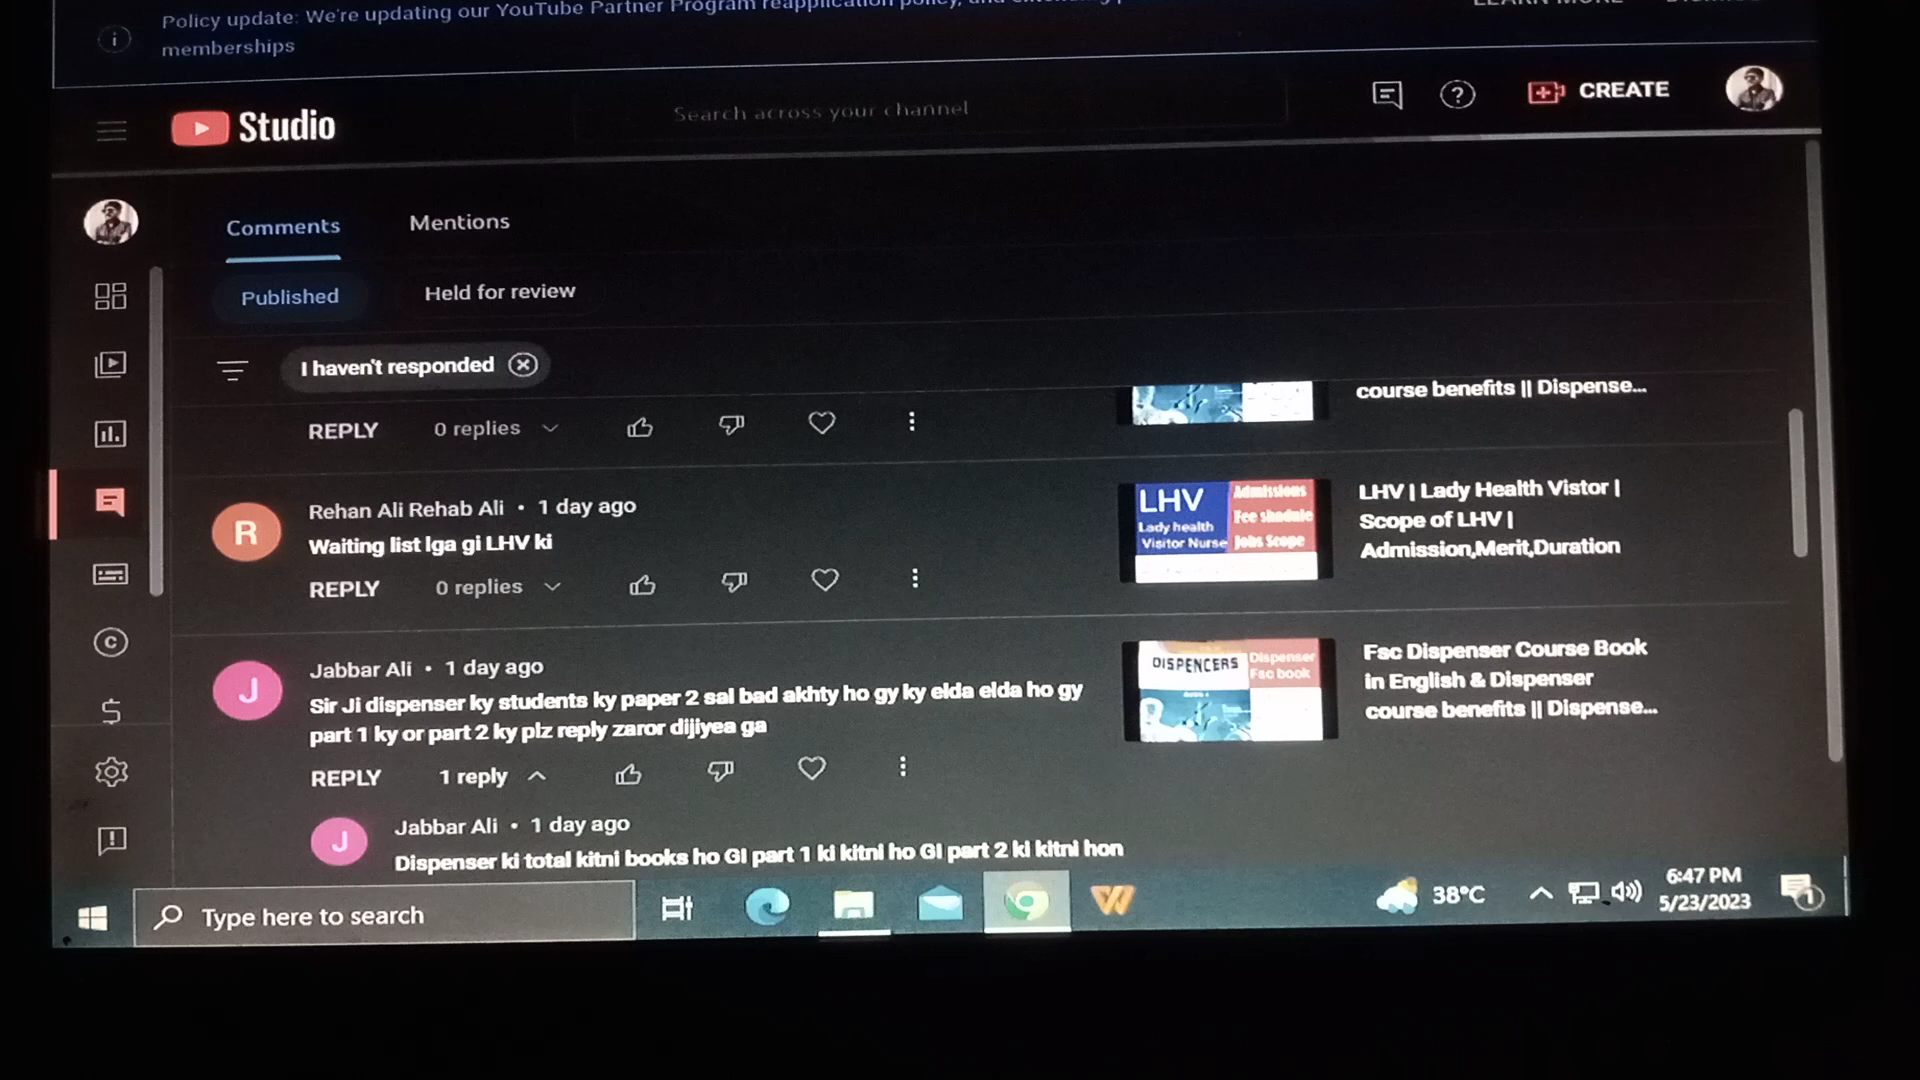 Policy update: We're updating our YouTube Partner Program reapplication policy, and
memberships
Studio
Search across your channel
CREATE
Comments
Mentions
Published
Held for review
I haven't responded
course benefits || Dispense...
REPLY
0 replies
Rehan Ali Rehab Ali • 1 day ago
Waiting list lga gi LHV ki
REPLY
0 replies
LHV
Lady health
Visitor Nurse
Admissions
Fee shadule
Jobs Scope
LHV | Lady Health Vistor |
Scope of LHV |
Admission,Merit,Duration
Jabbar Ali • 1 day ago
Sir Ji dispenser ky students ky paper 2 sal bad akhty ho gy ky elda elda ho gy
part 1 ky or part 2 ky plz reply zaror dijiyea ga
REPLY
1 reply
DISPENCERS
Dispenser
Fsc book
Fsc Dispenser Course Book
in English & Dispenser
course benefits || Dispense...
Jabbar Ali • 1 day ago
Dispenser ki total kitni books ho GI part 1 ki kitni ho GI part 2 ki kitni hon
Type here to search
38°C
6:47 PM
5/23/2023
1